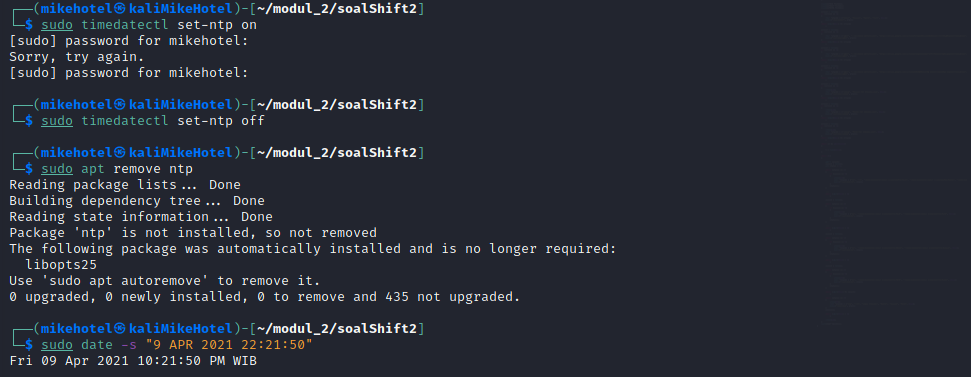 ┌──(mikehotel㉿kaliMikeHotel)-[~/modul_2/soalShift2]
└─$ sudo timedatectl set-ntp on
[sudo] password for mikehotel:
Sorry, try again.
[sudo] password for mikehotel:
┌──(mikehotel㉿kaliMikeHotel)-[~/modul_2/soalShift2]
└─$ sudo timedatectl set-ntp off
┌──(mikehotel㉿kaliMikeHotel)-[~/modul_2/soalShift2]
└─$ sudo apt remove ntp
Reading package lists... Done
Building dependency tree... Done
Reading state information... Done
Package 'ntp' is not installed, so not removed
The following package was automatically installed and is no longer required:
  libopts25
Use 'sudo apt autoremove' to remove it.
0 upgraded, 0 newly installed, 0 to remove and 435 not upgraded.
┌──(mikehotel㉿kaliMikeHotel)-[~/modul_2/soalShift2]
└─$ sudo date -s "9 APR 2021 22:21:50"
Fri 09 Apr 2021 10:21:50 PM WIB